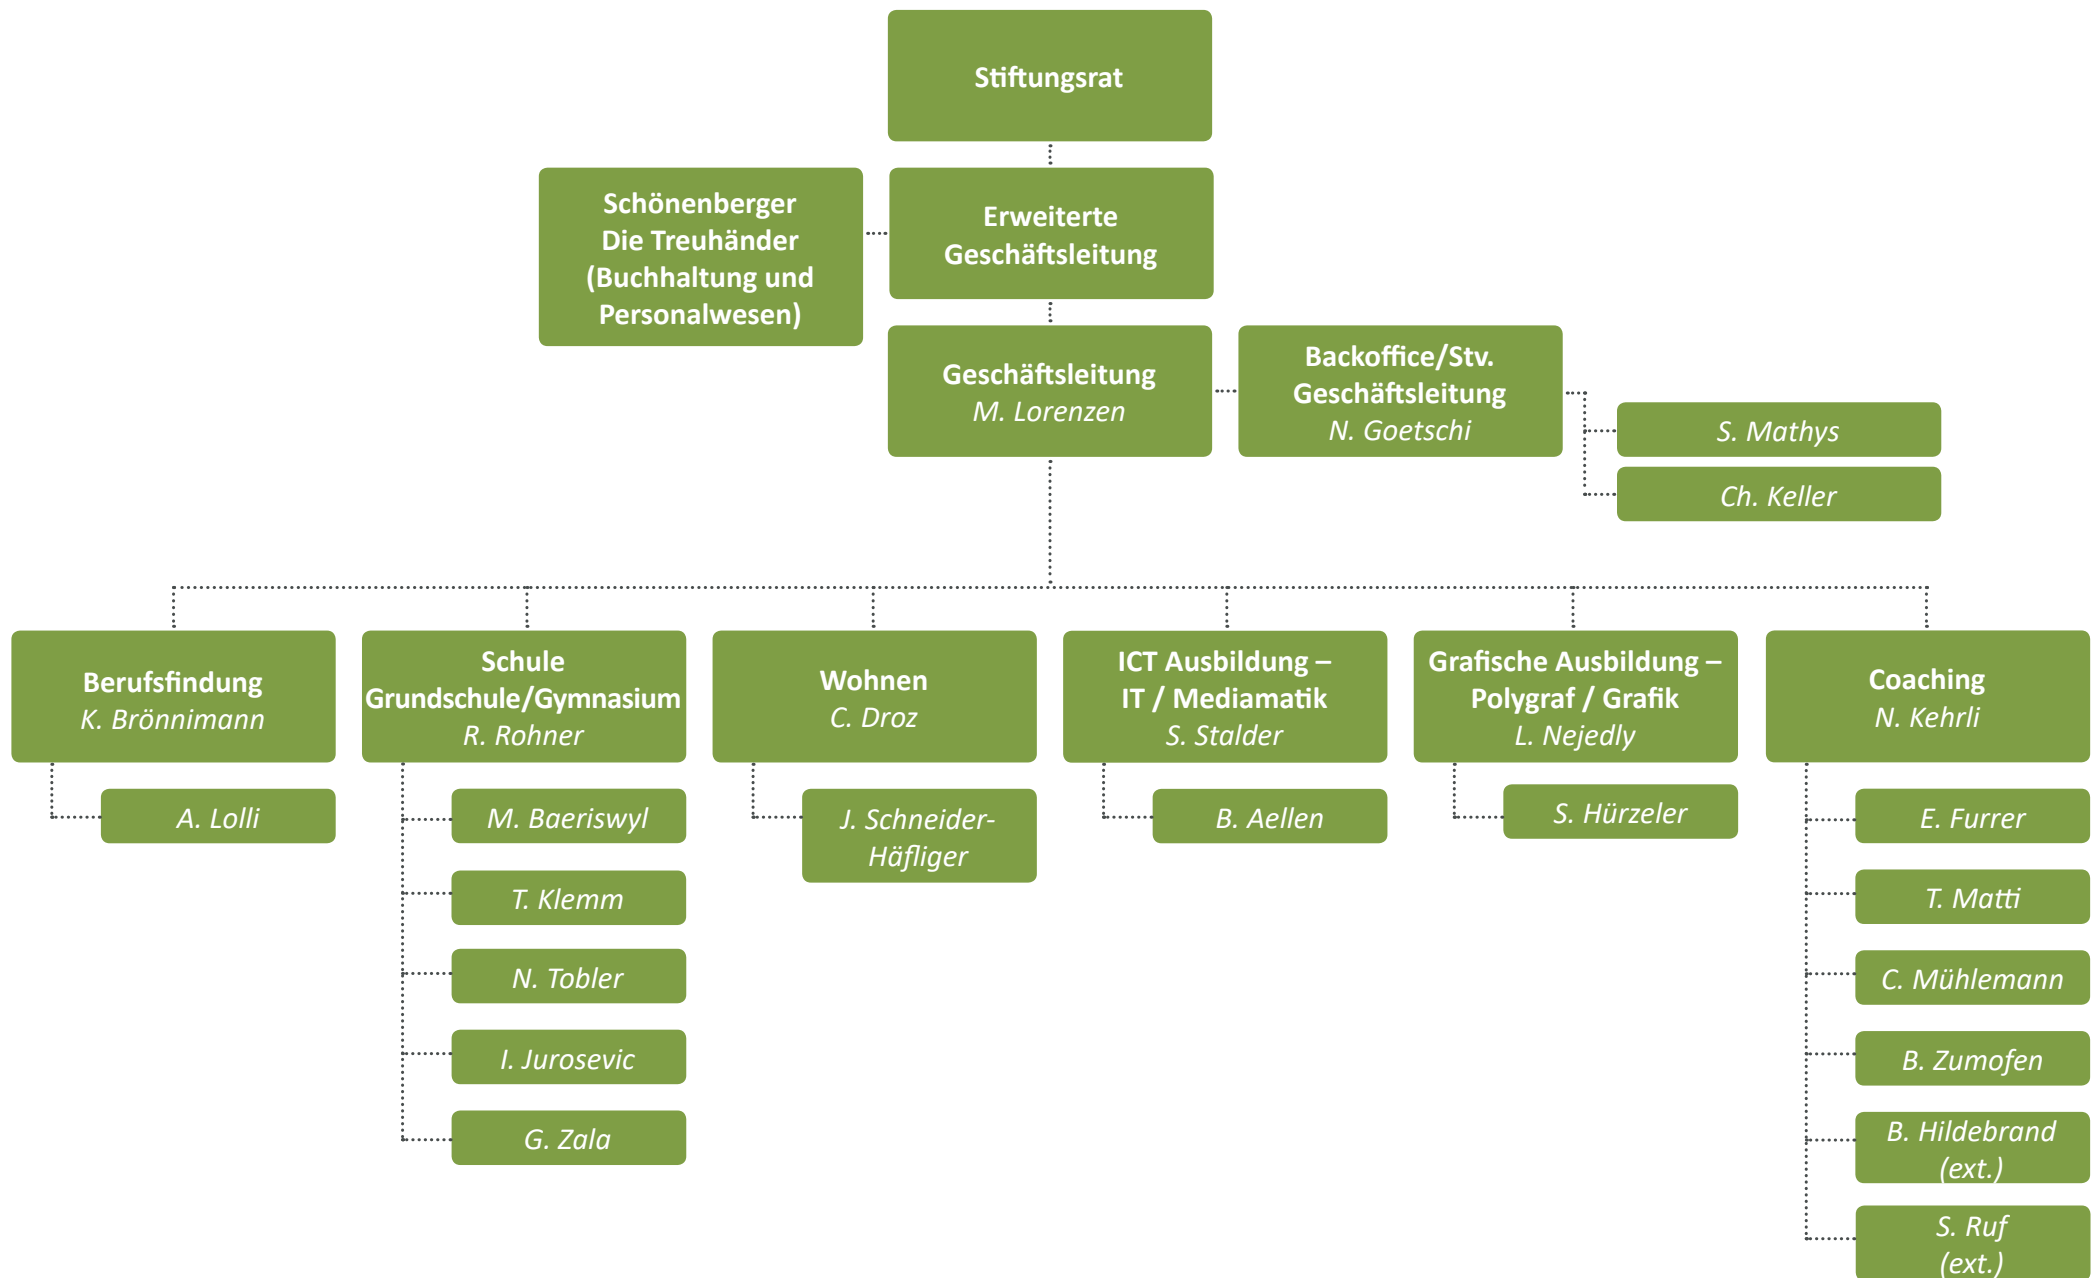 Stiftungsrat
Schönenberger
Die Treuhänder
(Buchhaltung und
Personalwesen)
Erweiterte
Geschäftsleitung
Geschäftsleitung
M. Lorenzen
Backoffice/Stv.
Geschäftsleitung
N. Goetschi
S. Mathys
Ch. Keller
Berufsfindung
K. Brönnimann
A. Lolli
Schule
Grundschule/Gymnasium
R. Rohner
M. Baeriswyl
T. Klemm
N. Tobler
I. Jurosevic
G. Zala
Wohnen
C. Droz
J. Schneider-
Häfliger
ICT Ausbildung –
IT / Mediamatik
S. Stalder
B. Aellen
Grafische Ausbildung –
Polygraf / Grafik
L. Nejedly
S. Hürzeler
Coaching
N. Kehrli
E. Furrer
T. Matti
C. Mühlemann
B. Zumofen
B. Hildebrand
(ext.)
S. Ruf
(ext.)